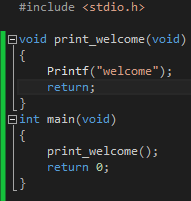 #include <stdio.h>
void print_welcome(void)
{
    Printf("welcome");
    return;
}
int main(void)
{
    print_welcome();
    return 0;
}